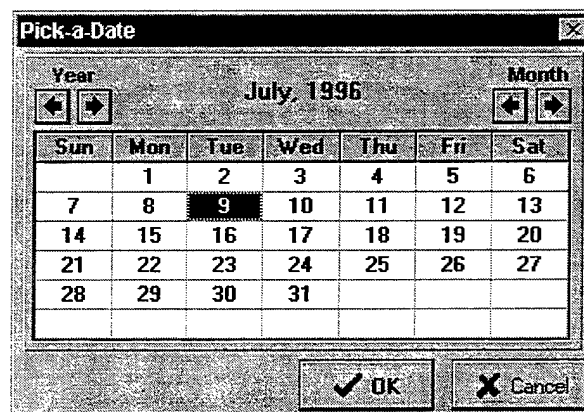 Pick-a-Date
Year Month
July, 1996
Sun Mon Tue Wed Thu Fri Sat
1 2 3 4 5 6
7 8 9 10 11 12 13
14 15 16 17 18 19 20
21 22 23 24 25 26 27
28 29 30 31
OK Cancel